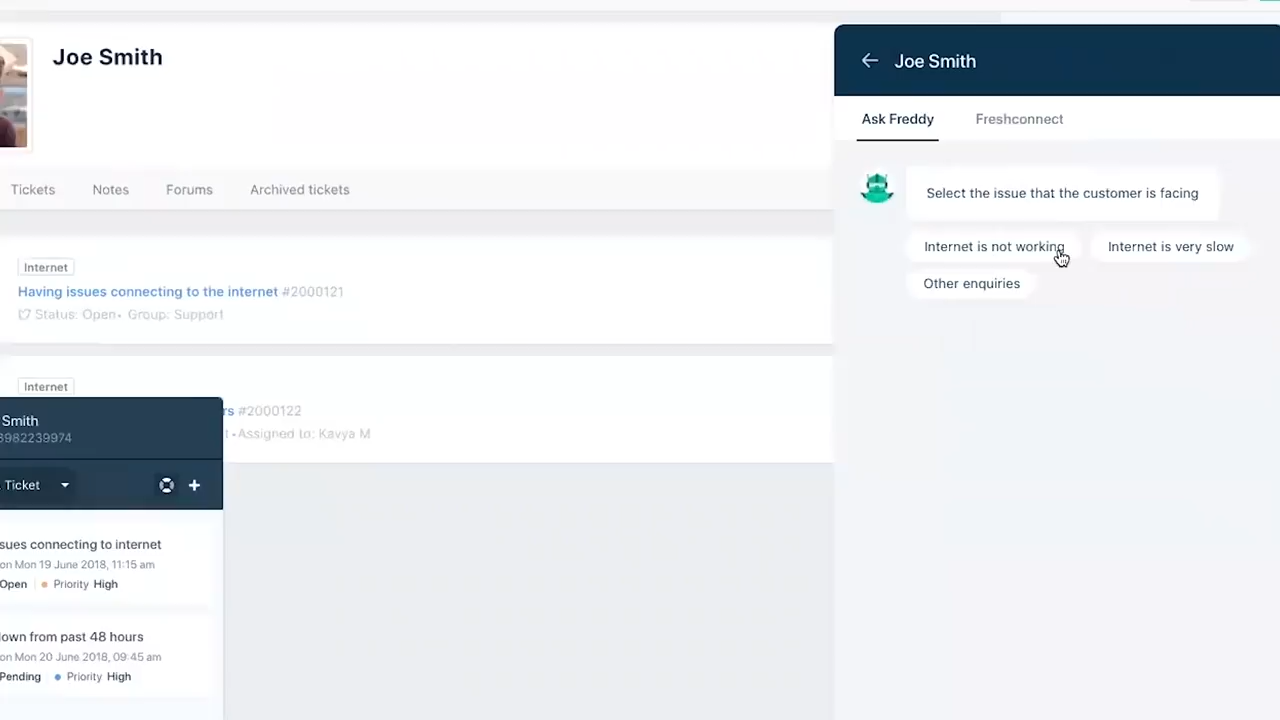 Joe Smith
Tickets Notes Forums Archived tickets
Internet
Having issues connecting to the internet #2000121
Status: Open • Group: Support
Internet
#2000122
•Assigned to: Kavya M
Smith
3982239974
Ticket
sues connecting to internet
on Mon 19 June 2018, 11:15 am
Open Priority High
own from past 48 hours
on Mon 20 June 2018, 09:45 am
Pending Priority High
Joe Smith
Ask Freddy Freshconnect
Select the issue that the customer is facing
Internet is not working Internet is very slow
Other enquiries